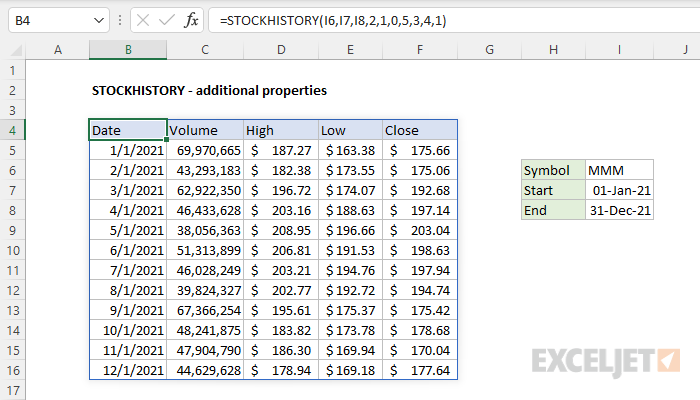 B4 fx =STOCKHISTORY(I6,I7,I8,2,1,0,5,3,4,1)
A B C D E F G H I J
1
2 STOCKHISTORY - additional properties
3
4 Date Volume High Low Close
5 1/1/2021 69,970,665 $ 187.27 $ 163.38 $ 175.66
6 2/1/2021 43,293,183 $ 182.38 $ 173.55 $ 175.06 Symbol MMM
7 3/1/2021 62,922,350 $ 196.72 $ 174.07 $ 192.68 Start 01-Jan-21
8 4/1/2021 46,433,628 $ 203.16 $ 188.63 $ 197.14 End 31-Dec-21
9 5/1/2021 38,056,363 $ 208.95 $ 196.66 $ 203.04
10 6/1/2021 51,313,899 $ 206.81 $ 191.53 $ 198.63
11 7/1/2021 46,028,249 $ 203.21 $ 194.76 $ 197.94
12 8/1/2021 39,824,327 $ 202.77 $ 192.72 $ 194.74
13 9/1/2021 67,366,254 $ 195.61 $ 175.37 $ 175.42
14 10/1/2021 48,241,875 $ 183.82 $ 173.78 $ 178.68
15 11/1/2021 47,904,790 $ 186.30 $ 169.94 $ 170.04
16 12/1/2021 44,629,628 $ 178.94 $ 169.18 $ 177.64
17
EXCELJET